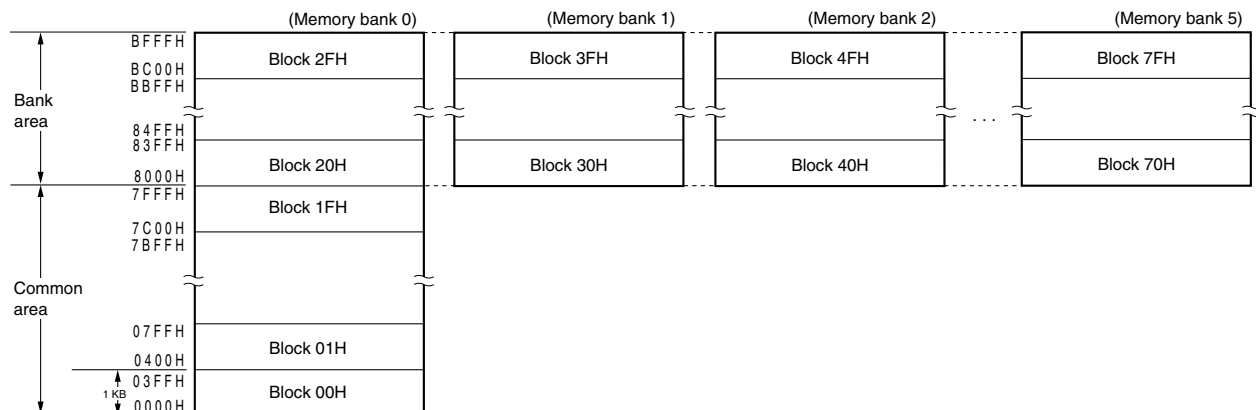 (Memory bank 0) (Memory bank 1) (Memory bank 2) (Memory bank 5)
BFFFH
Block 2FH Block 3FH Block 4FH Block 7FH
BC00H
BBFFH
Bank
area
. . .
84FFH
83FFH
Block 20H Block 30H Block 40H Block 70H
8000H
7FFFH
Block 1FH
7C00H
7BFFH
Common
area
07FFH
Block 01H
0400H
03FFH
1 KB
Block 00H
0000H